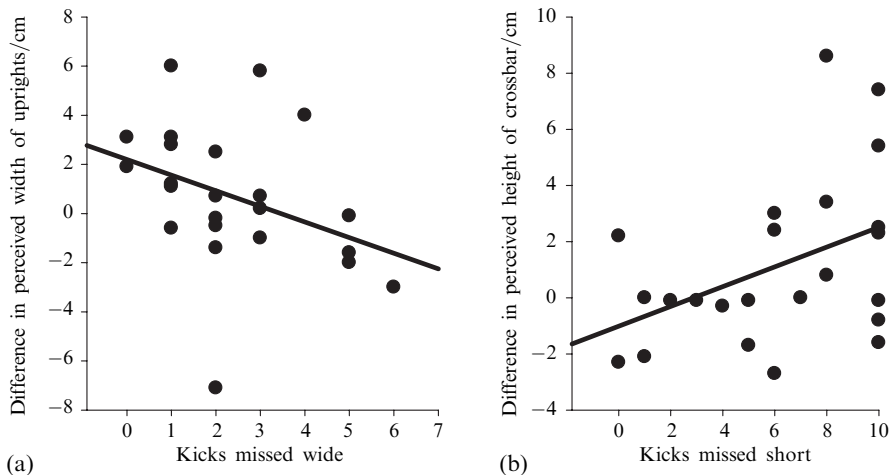 Difference in perceived width of uprights/cm
8
6
4
2
0
−2
−4
−6
−8
0 1 2 3 4 5 6 7
Kicks missed wide
(a)
Difference in perceived height of crossbar/cm
10
8
6
4
2
0
−2
−4
0 2 4 6 8 10
Kicks missed short
(b)